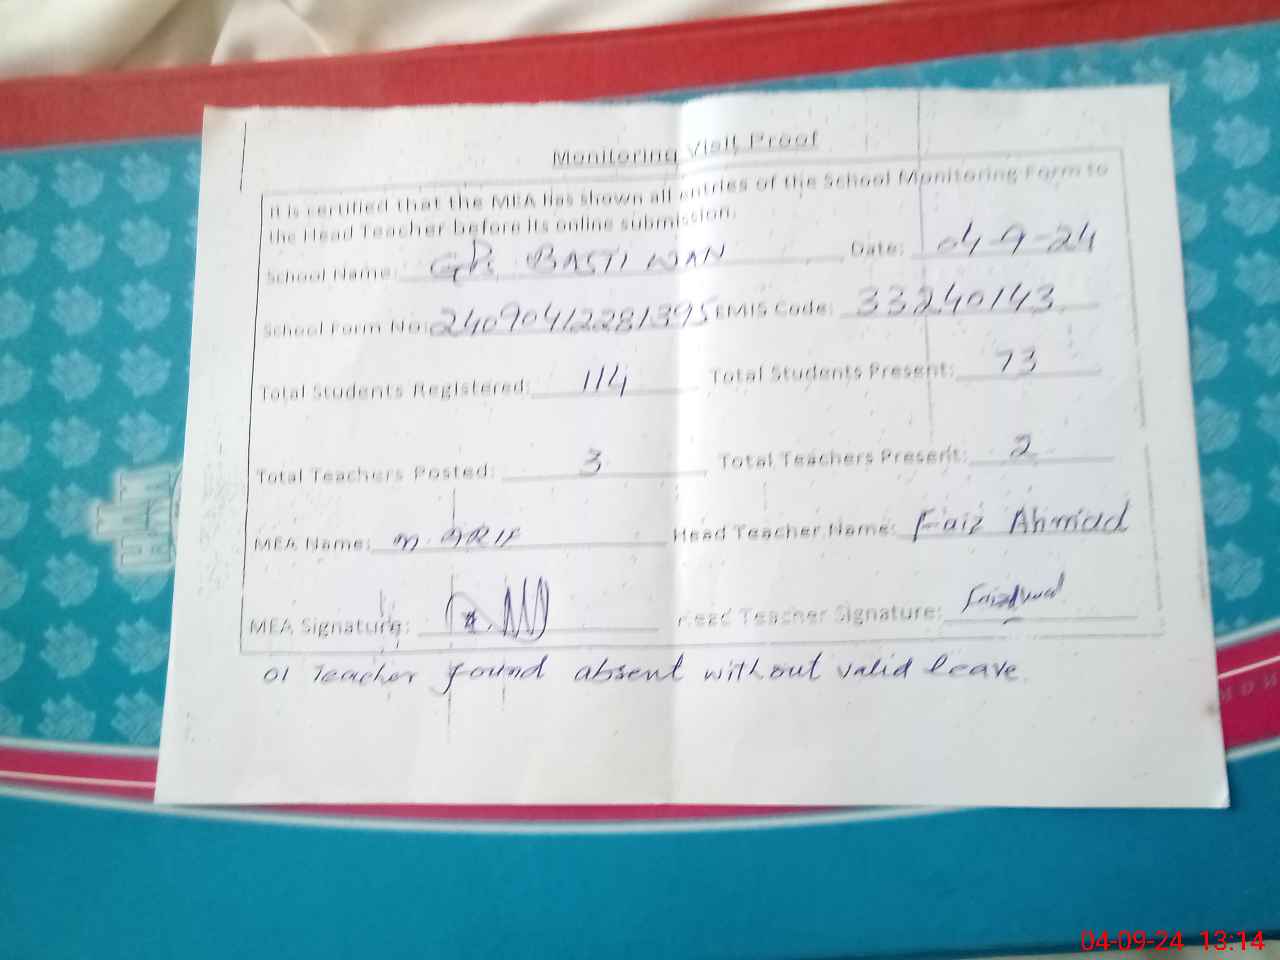 Monitoring Visit Proof
It is certified that the MEA has shown all entries of the School Monitoring Form to
the Head Teacher before its online submission.
School Name: GPS BASTI WAN Date: 04-9-24
School Form No: 24090412281395 EMIS Code: 33240143
Total Students Registered: 114 Total Students Present: 73
Total Teachers Posted: 3 Total Teachers Present: 2
MEA Name: M. ARIF Head Teacher Name: Faiz Ahmad
MEA Signature: Head Teacher Signature:
01 Teacher found absent without valid leave.
04-09-24 13:14